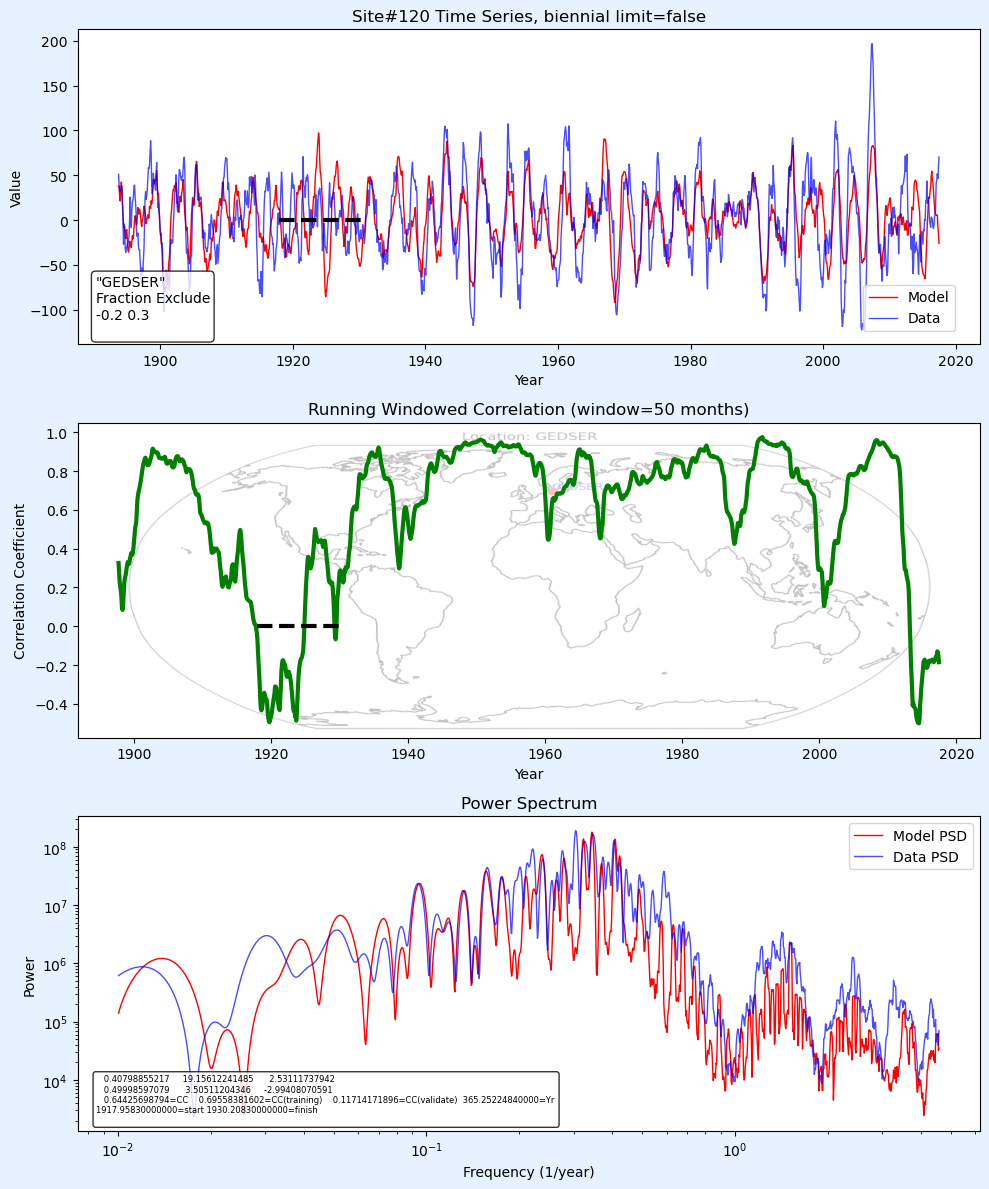 Site#120 Time Series, biennial limit=false
200
150
100
50
0
−50
−100
Value
"GEDSER"
Fraction Exclude
-0.2 0.3
Model
Data
1900
1920
1940
1960
1980
2000
2020
Year
Running Windowed Correlation (window=50 months)
Location: GEDSER
1.0
0.8
0.6
0.4
0.2
0.0
−0.2
−0.4
Correlation Coefficient
1900
1920
1940
1960
1980
2000
2020
Year
Power Spectrum
Model PSD
Data PSD
10⁸
10⁷
10⁶
10⁵
10⁴
Power
0.40798855217 19.15612241485 2.53111737942
0.49998597079 3.50511204346 -2.99408070591
0.64425698794=CC 0.69558381602=CC(training) 0.11714171896=CC(validate) 365.25224840000=Yr
1917.95830000000=start 1930.20830000000=finish
10⁻²
10⁻¹
10⁰
Frequency (1/year)